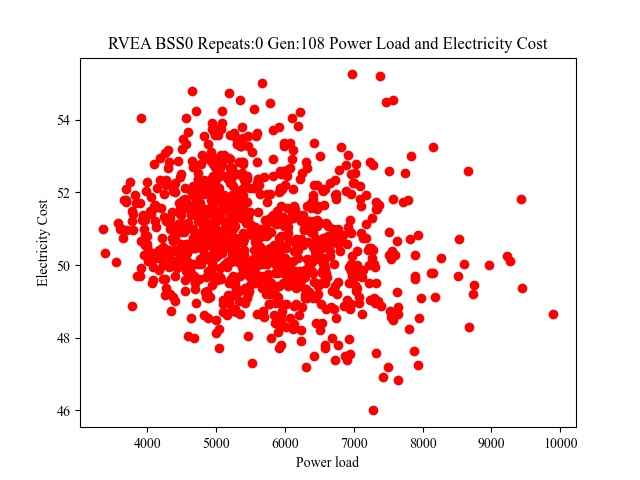 RVEA BSS0 Repeats:0 Gen:108 Power Load and Electricity Cost
54
52
50
48
46
Electricity Cost
4000 5000 6000 7000 8000 9000 10000
Power load